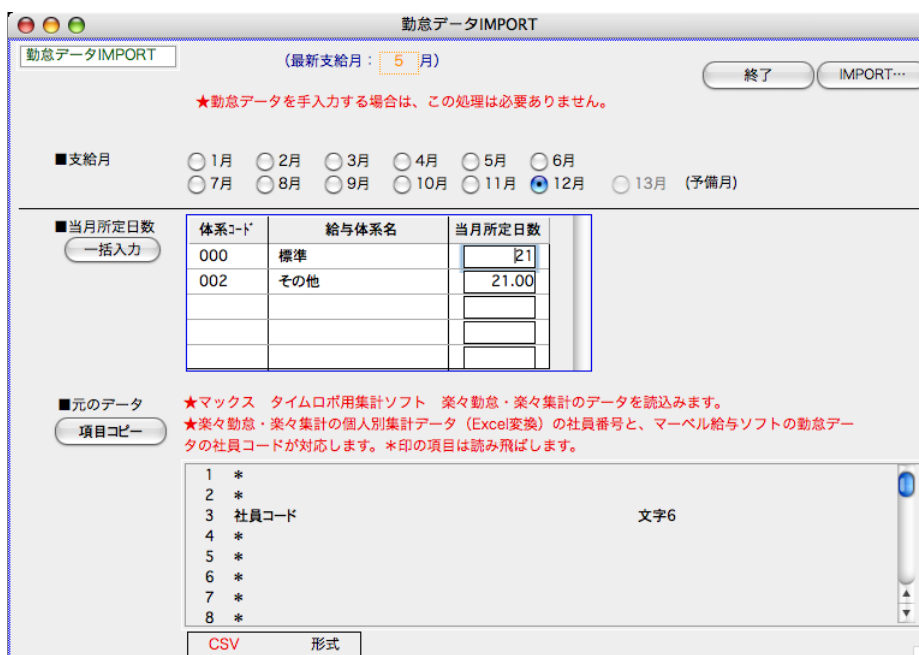 勤怠データIMPORT
勤怠データIMPORT
(最新支給月： 5 月)
終了
IMPORT…
★勤怠データを手入力する場合は、この処理は必要ありません。
■支給月
1月 2月 3月 4月 5月 6月
7月 8月 9月 10月 11月 12月 13月 (予備月)
■当月所定日数
一括入力
体系ｺｰﾄﾞ 給与体系名 当月所定日数
000 標準 21
002 その他 21.00
■元のデータ
項目コピー
★マックス　タイムロボ用集計ソフト　楽々勤怠・楽々集計のデータを読込みます。
★楽々勤怠・楽々集計の個人別集計データ（Excel変換）の社員番号と、マーベル給与ソフトの勤怠デー
タの社員コードが対応します。＊印の項目は読み飛ばします。
1 *
2 *
3 社員コード 文字6
4 *
5 *
6 *
7 *
8 *
CSV 形式